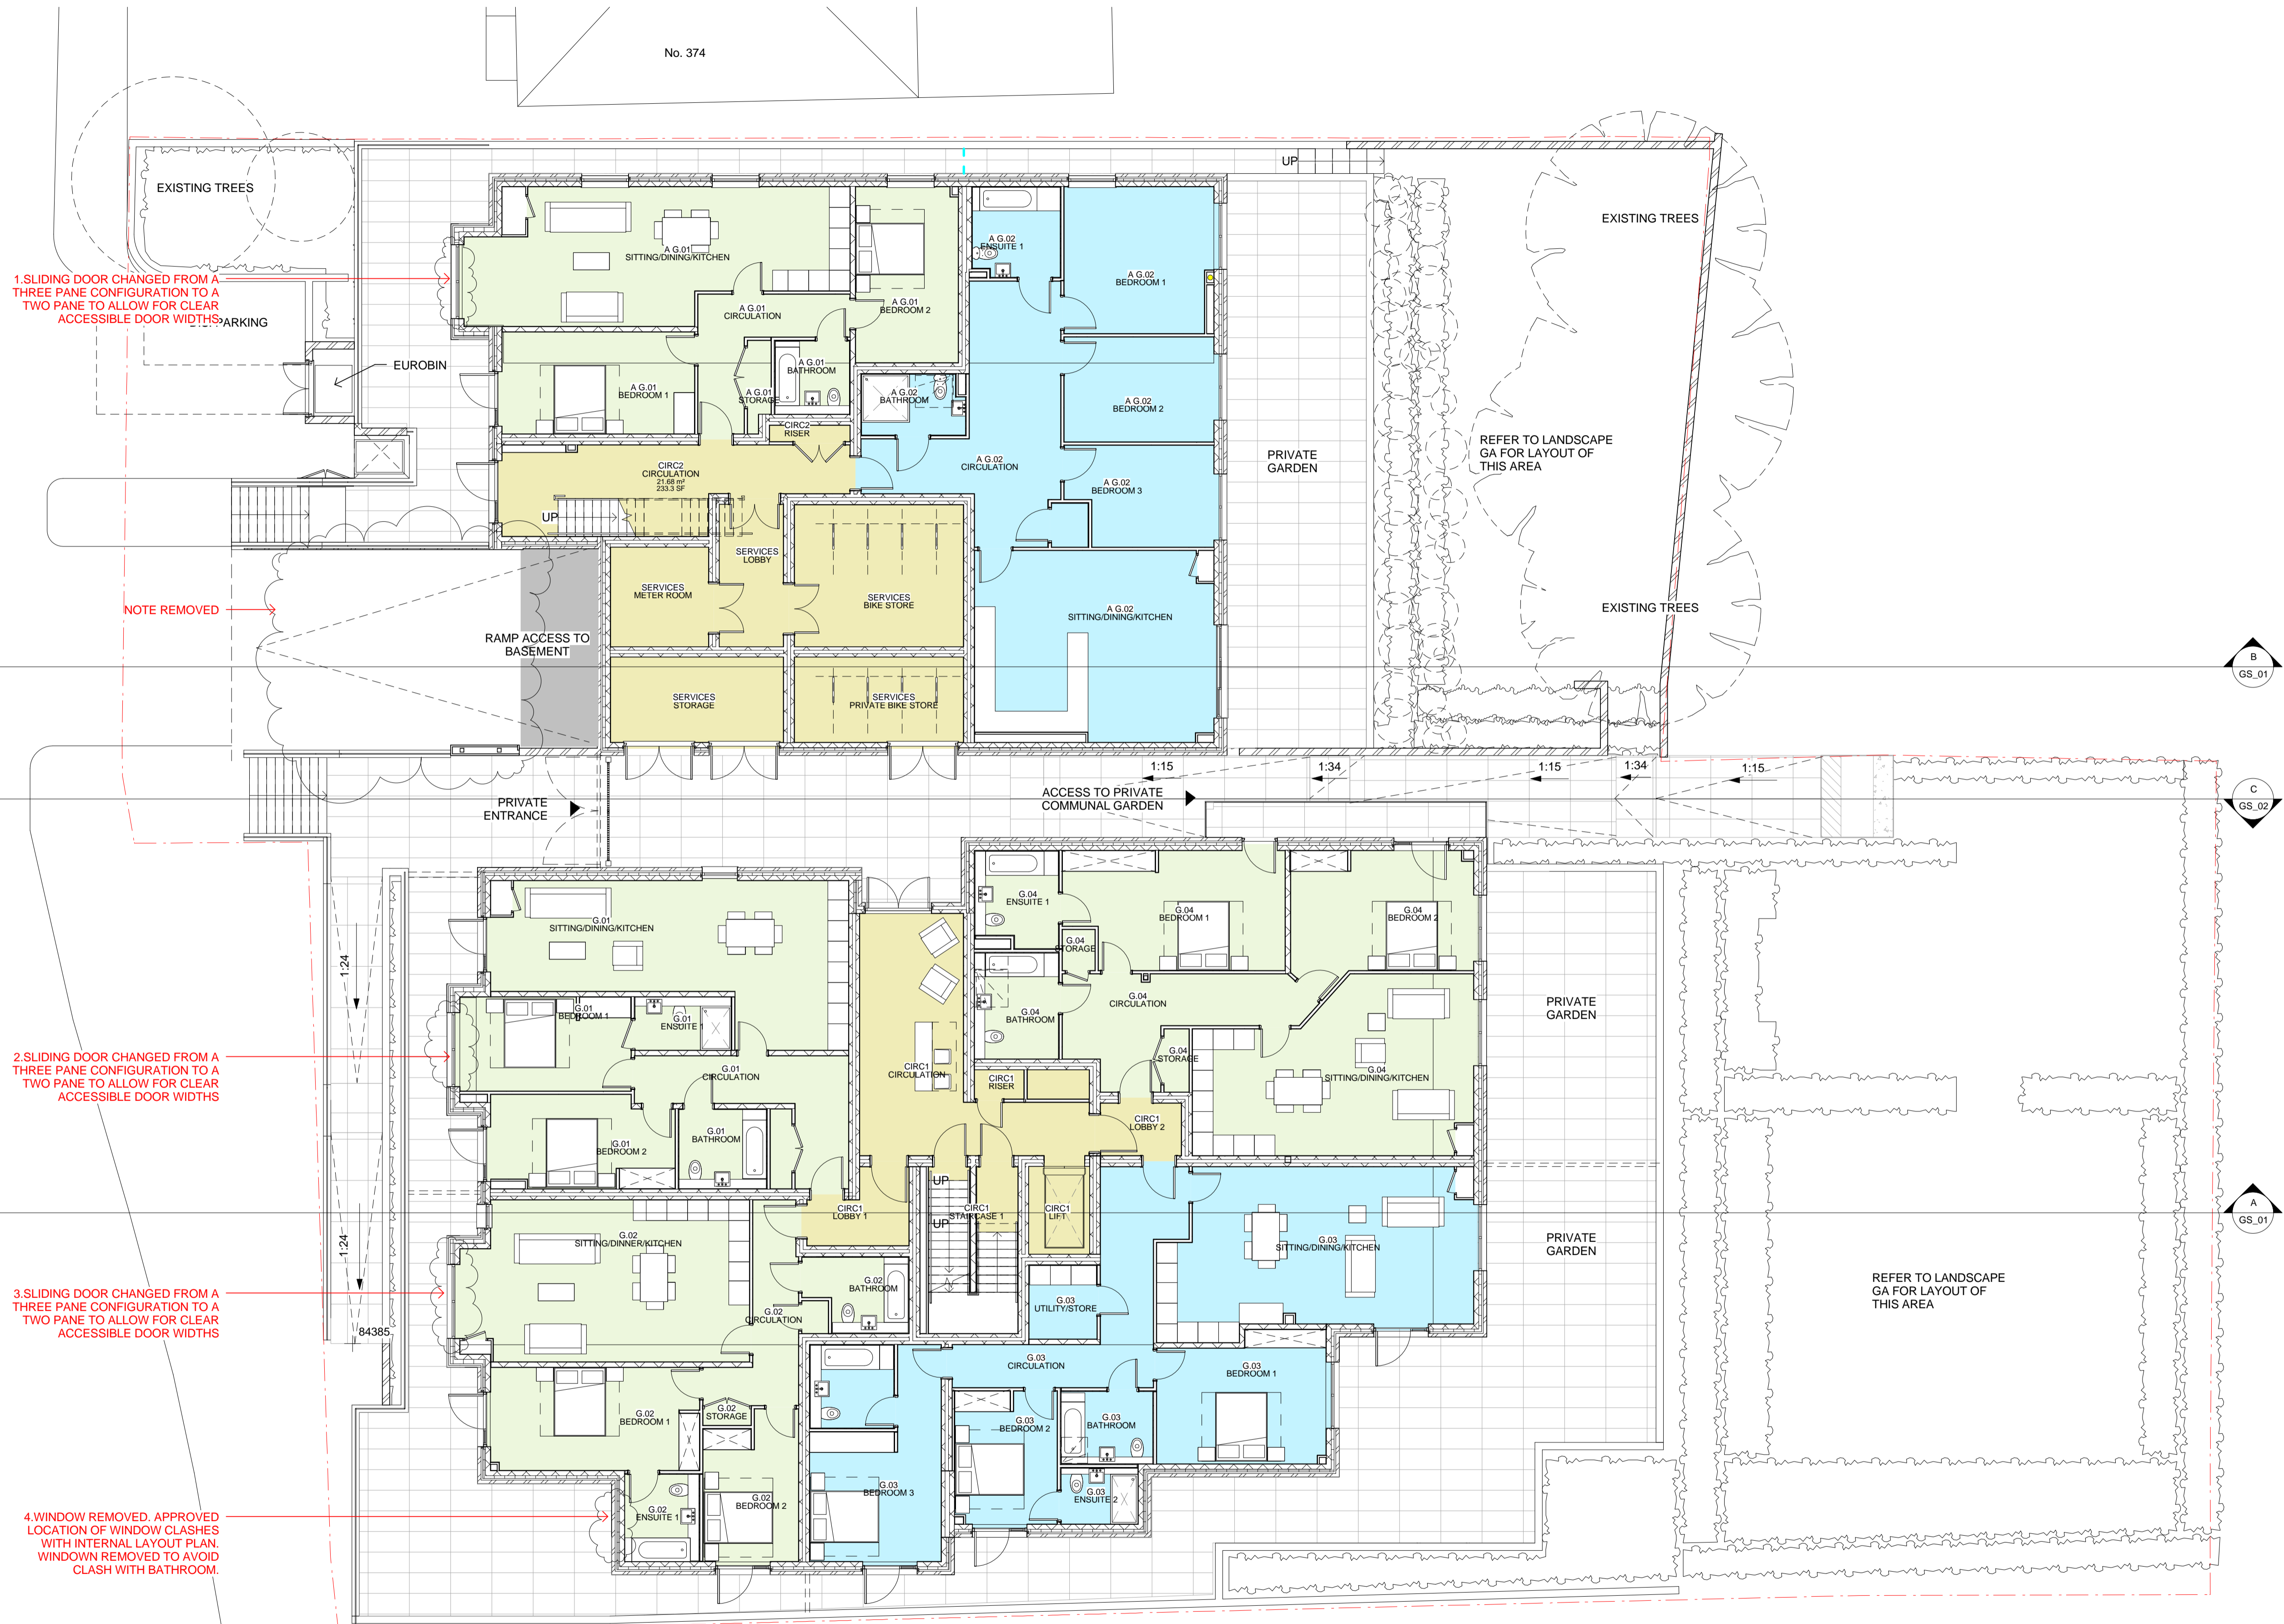 No. 374
EXISTING TREES
UP
EXISTING TREES
1.SLIDING DOOR CHANGED FROM A
THREE PANE CONFIGURATION TO A
TWO PANE TO ALLOW FOR CLEAR
ACCESSIBLE DOOR WIDTHS
PARKING
EUROBIN
A G.01
SITTING/DINING/KITCHEN
A G.01
BEDROOM 2
A G.01
CIRCULATION
A G.01
BATHROOM
A G.01
STORAGE
A G.01
BEDROOM 1
A G.02
ENSUITE 1
A G.02
BEDROOM 1
A G.02
BATHROOM
A G.02
BEDROOM 2
A G.02
CIRCULATION
A G.02
BEDROOM 3
A G.02
SITTING/DINING/KITCHEN
CIRC2
RISER
CIRC2
CIRCULATION
21.68 m²
233.3 SF
UP
SERVICES
LOBBY
SERVICES
METER ROOM
SERVICES
BIKE STORE
SERVICES
STORAGE
SERVICES
PRIVATE BIKE STORE
PRIVATE
GARDEN
REFER TO LANDSCAPE
GA FOR LAYOUT OF
THIS AREA
EXISTING TREES
NOTE REMOVED
RAMP ACCESS TO
BASEMENT
B
GS_01
PRIVATE
ENTRANCE
ACCESS TO PRIVATE
COMMUNAL GARDEN
1:15
1:34
1:15
1:34
1:15
C
GS_02
G.01
SITTING/DINING/KITCHEN
G.01
BEDROOM 1
G.01
ENSUITE 1
G.01
CIRCULATION
G.01
BATHROOM
G.01
BEDROOM 2
CIRC1
CIRCULATION
CIRC1
RISER
CIRC1
LOBBY 2
G.04
ENSUITE 1
G.04
BEDROOM 1
G.04
BEDROOM 2
G.04
STORAGE
G.04
CIRCULATION
G.04
BATHROOM
G.04
STORAGE
G.04
SITTING/DINING/KITCHEN
PRIVATE
GARDEN
1:24
2.SLIDING DOOR CHANGED FROM A
THREE PANE CONFIGURATION TO A
TWO PANE TO ALLOW FOR CLEAR
ACCESSIBLE DOOR WIDTHS
UP
UP
CIRC1
LOBBY 1
CIRC1
STAIRCASE 1
CIRC1
LIFT
A
GS_01
1:24
84385
3.SLIDING DOOR CHANGED FROM A
THREE PANE CONFIGURATION TO A
TWO PANE TO ALLOW FOR CLEAR
ACCESSIBLE DOOR WIDTHS
G.02
SITTING/DINNER/KITCHEN
G.02
BATHROOM
G.02
CIRCULATION
G.02
BEDROOM 1
G.02
STORAGE
G.02
BEDROOM 2
G.02
ENSUITE 1
G.03
SITTING/DINING/KITCHEN
G.03
UTILITY/STORE
G.03
CIRCULATION
G.03
BEDROOM 1
G.03
BEDROOM 2
G.03
BATHROOM
G.03
ENSUITE 2
G.03
BEDROOM 3
PRIVATE
GARDEN
REFER TO LANDSCAPE
GA FOR LAYOUT OF
THIS AREA
4.WINDOW REMOVED. APPROVED
LOCATION OF WINDOW CLASHES
WITH INTERNAL LAYOUT PLAN.
WINDOWN REMOVED TO AVOID
CLASH WITH BATHROOM.